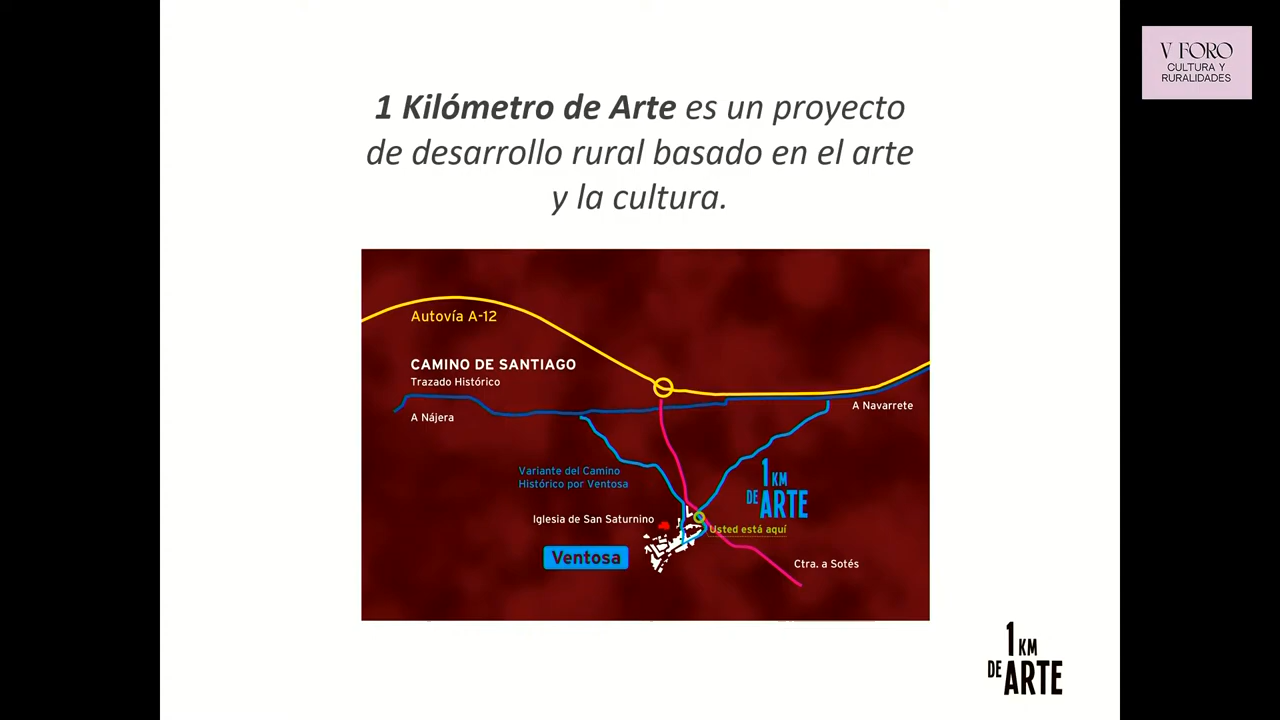 V FORO
CULTURA Y
RURALIDADES
1 Kilómetro de Arte es un proyecto
de desarrollo rural basado en el arte
y la cultura.
Autovía A-12
CAMINO DE SANTIAGO
Trazado Histórico
A Nájera
A Navarrete
Variante del Camino
Histórico por Ventosa
1 KM
DE ARTE
Iglesia de San Saturnino
Usted está aquí
Ventosa
Ctra. a Sotés
1 KM
DE ARTE